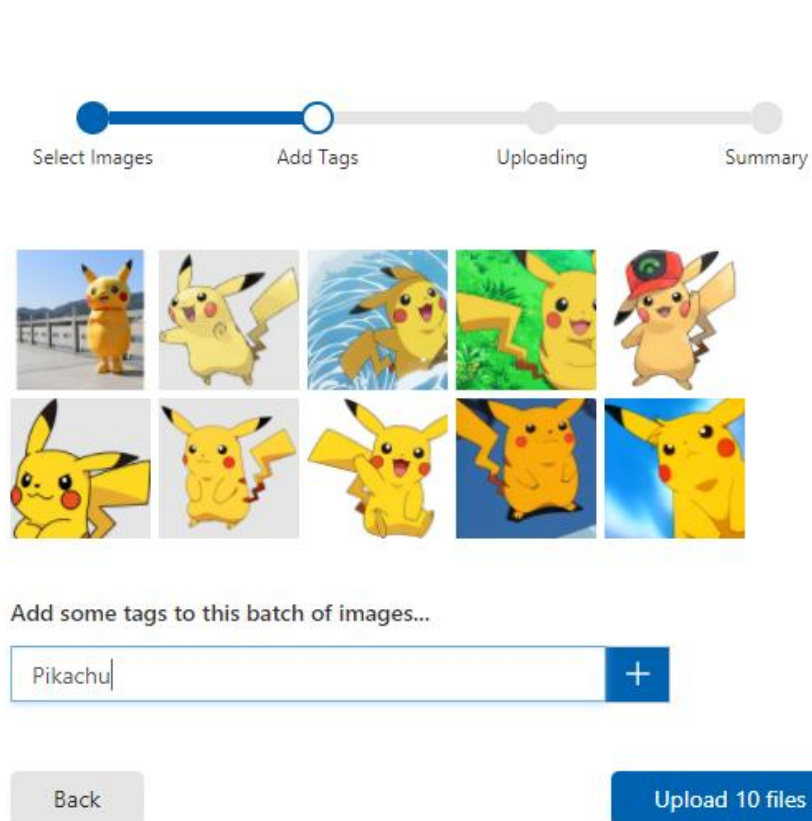 Select Images
Add Tags
Uploading
Summary
Add some tags to this batch of images...
Pikachu
+
Back
Upload 10 files